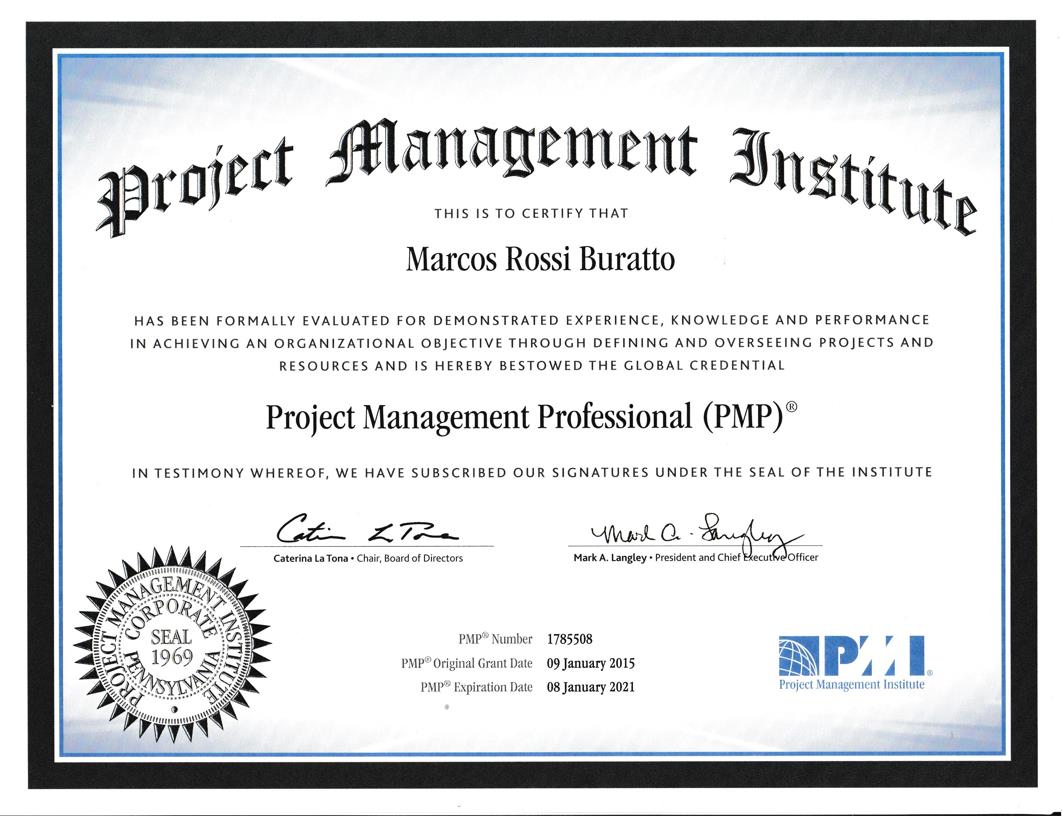 Project Management Institute
THIS IS TO CERTIFY THAT
Marcos Rossi Buratto
HAS BEEN FORMALLY EVALUATED FOR DEMONSTRATED EXPERIENCE, KNOWLEDGE AND PERFORMANCE
IN ACHIEVING AN ORGANIZATIONAL OBJECTIVE THROUGH DEFINING AND OVERSEEING PROJECTS AND
RESOURCES AND IS HEREBY BESTOWED THE GLOBAL CREDENTIAL
Project Management Professional (PMP)®
IN TESTIMONY WHEREOF, WE HAVE SUBSCRIBED OUR SIGNATURES UNDER THE SEAL OF THE INSTITUTE
Caterina La Tona • Chair, Board of Directors
Mark A. Langley • President and Chief Executive Officer
PROJECT MANAGEMENT INSTITUTE
CORPORATE
SEAL
1969
PENNSYLVANIA
PMP® Number 1785508
PMP® Original Grant Date 09 January 2015
PMP® Expiration Date 08 January 2021
PMI®
Project Management Institute